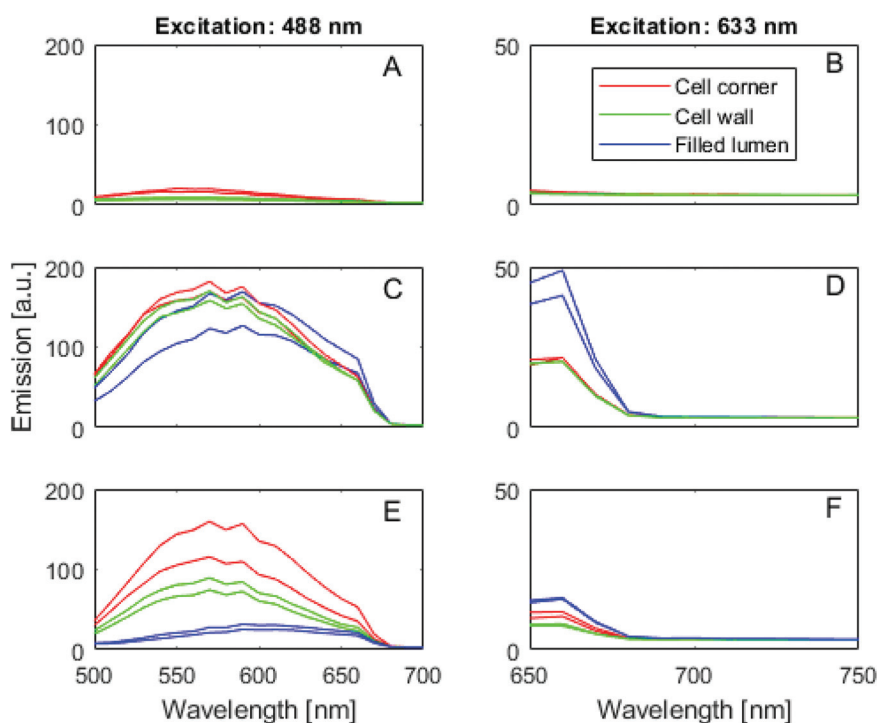 Excitation: 488 nm
Excitation: 633 nm
200
100
0
A
50
0
B
Cell corner
Cell wall
Filled lumen
Emission [a.u.]
200
100
0
C
50
0
D
200
100
0
E
500
550
600
650
700
Wavelength [nm]
50
0
F
650
700
750
Wavelength [nm]